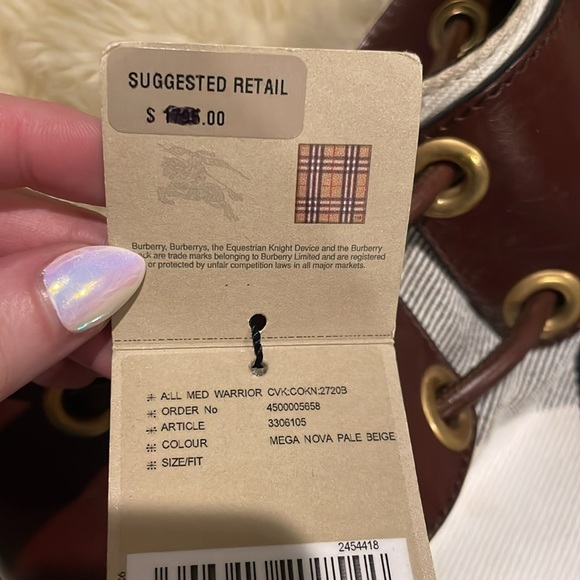 SUGGESTED RETAIL
$ .00
Burberry, Burberrys, the Equestrian Knight Device and the Burberry
are trade marks belonging to Burberry Limited and are registered
or protected by unfair competition laws in all major markets.
A:LL MED WARRIOR CVK:COKN:2720B
ORDER No 4500005658
ARTICLE 3306105
COLOUR MEGA NOVA PALE BEIGE
SIZE/FIT
2454418